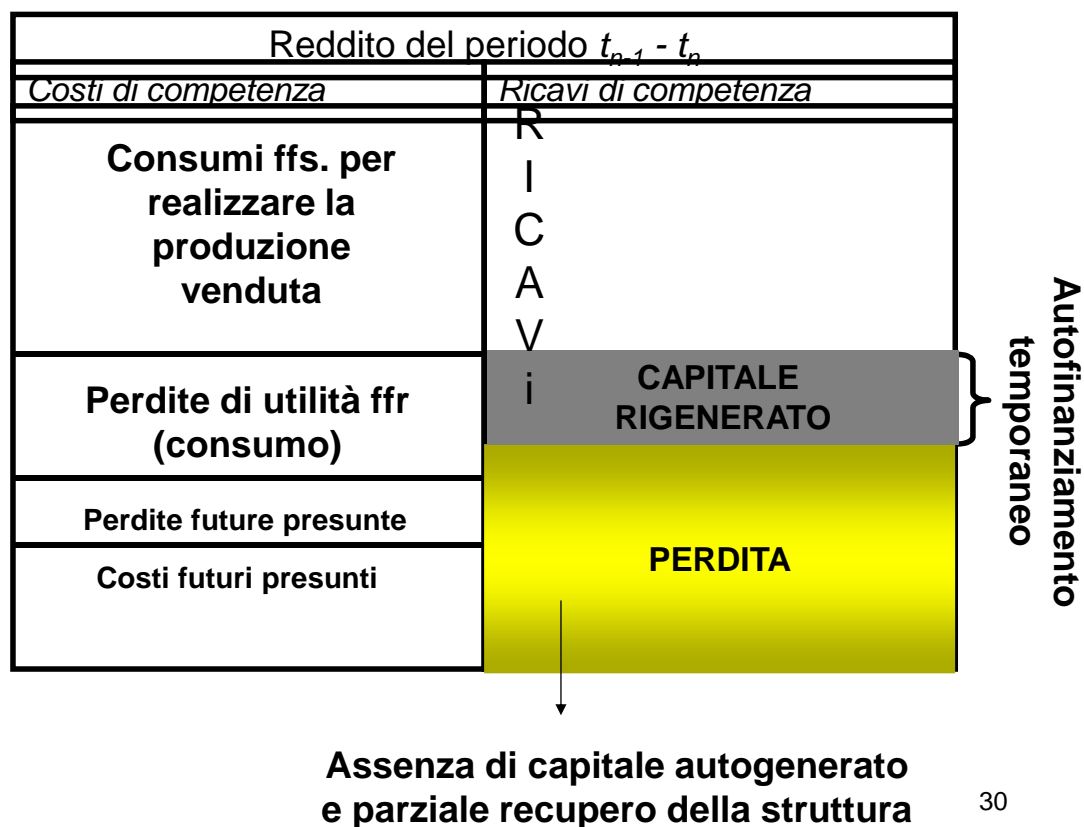 Reddito del periodo tn-1 - tn
Costi di competenza
Ricavi di competenza
Consumi ffs. per
realizzare la
produzione
venduta
R
I
C
A
V
i
Perdite di utilità ffr
(consumo)
CAPITALE
RIGENERATO
Autofinanziamento
temporaneo
Perdite future presunte
Costi futuri presunti
PERDITA
Assenza di capitale autogenerato
e parziale recupero della struttura
30